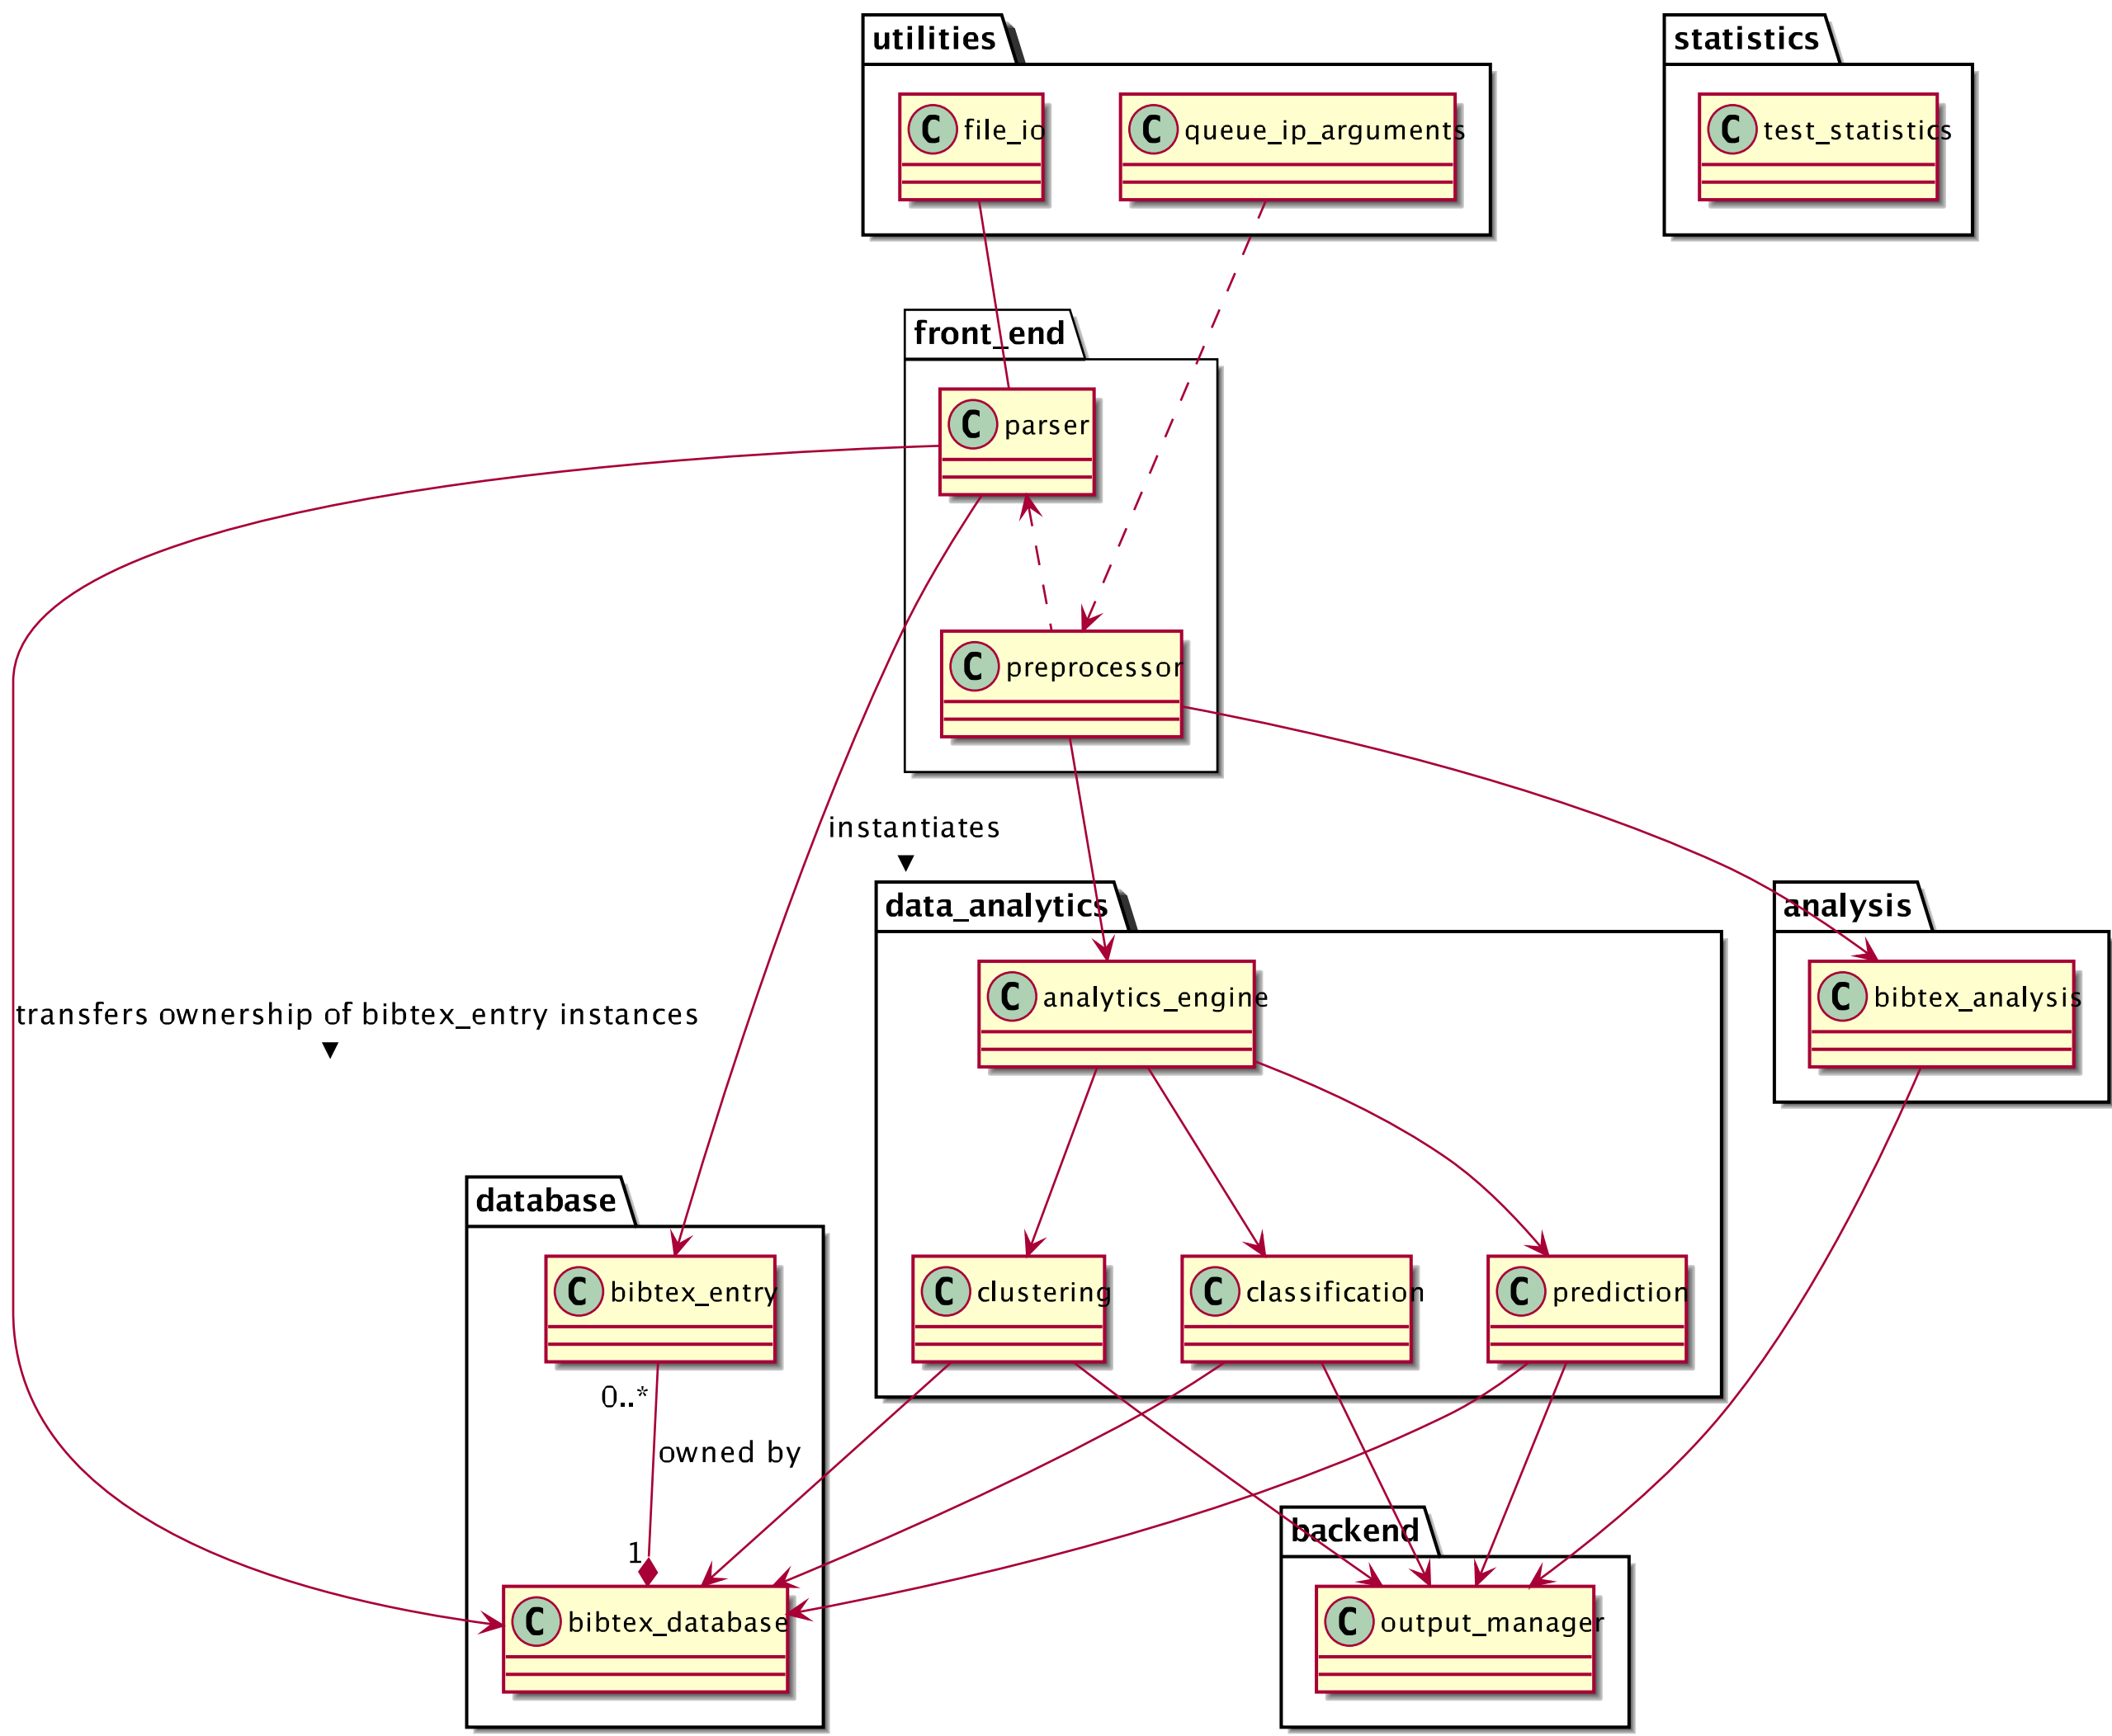 utilities
statistics
C file_io
C queue_ip_arguments
C test_statistics
front_end
C parser
C preprocessor
instantiates
▼
data_analytics
analysis
C analytics_engine
C bibtex_analysis
transfers ownership of bibtex_entry instances
▼
database
C bibtex_entry
C clustering
C classification
C prediction
0..*
owned by
1
backend
C bibtex_database
C output_manager